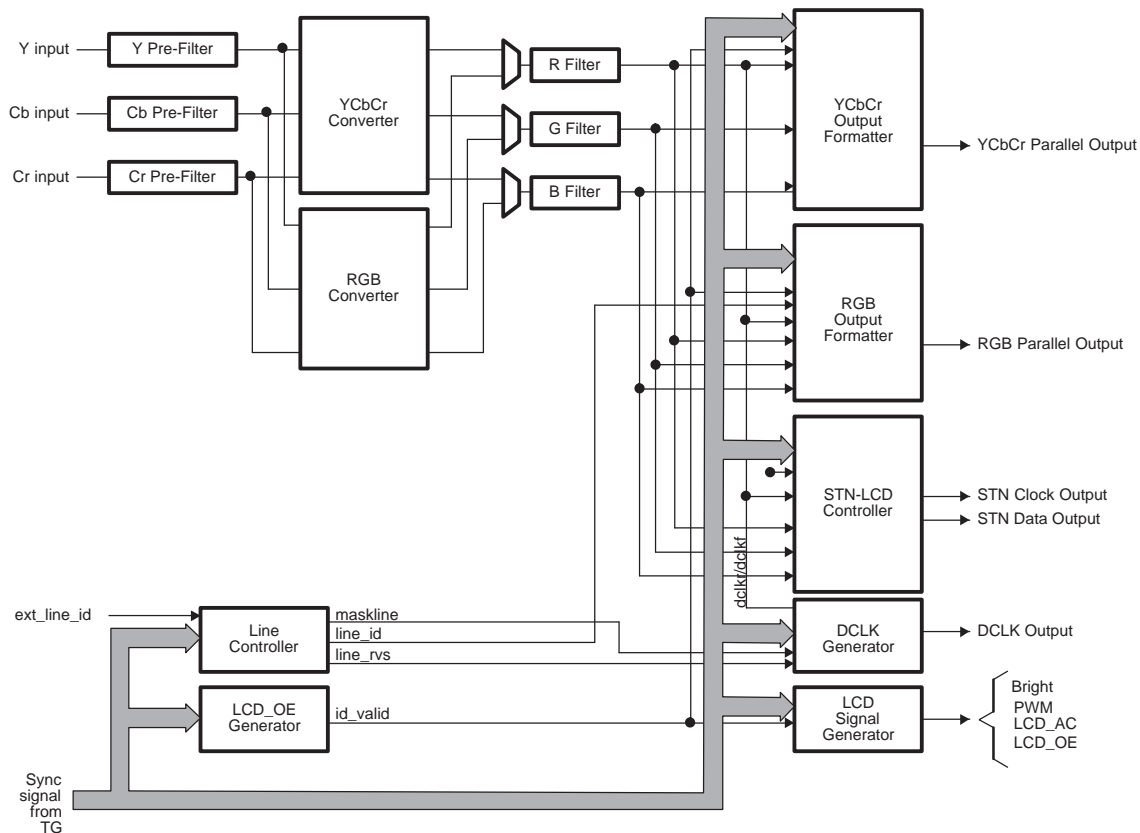 Y input
Y Pre-Filter
Cb input
Cb Pre-Filter
Cr input
Cr Pre-Filter
YCbCr
Converter
RGB
Converter
R Filter
G Filter
B Filter
YCbCr
Output
Formatter
YCbCr Parallel Output
RGB
Output
Formatter
RGB Parallel Output
STN-LCD
Controller
STN Clock Output
STN Data Output
dclkr/dclkf
ext_line_id
Line
Controller
maskline
line_id
line_rvs
DCLK
Generator
DCLK Output
LCD_OE
Generator
id_valid
LCD
Signal
Generator
Bright
PWM
LCD_AC
LCD_OE
Sync
signal
from
TG